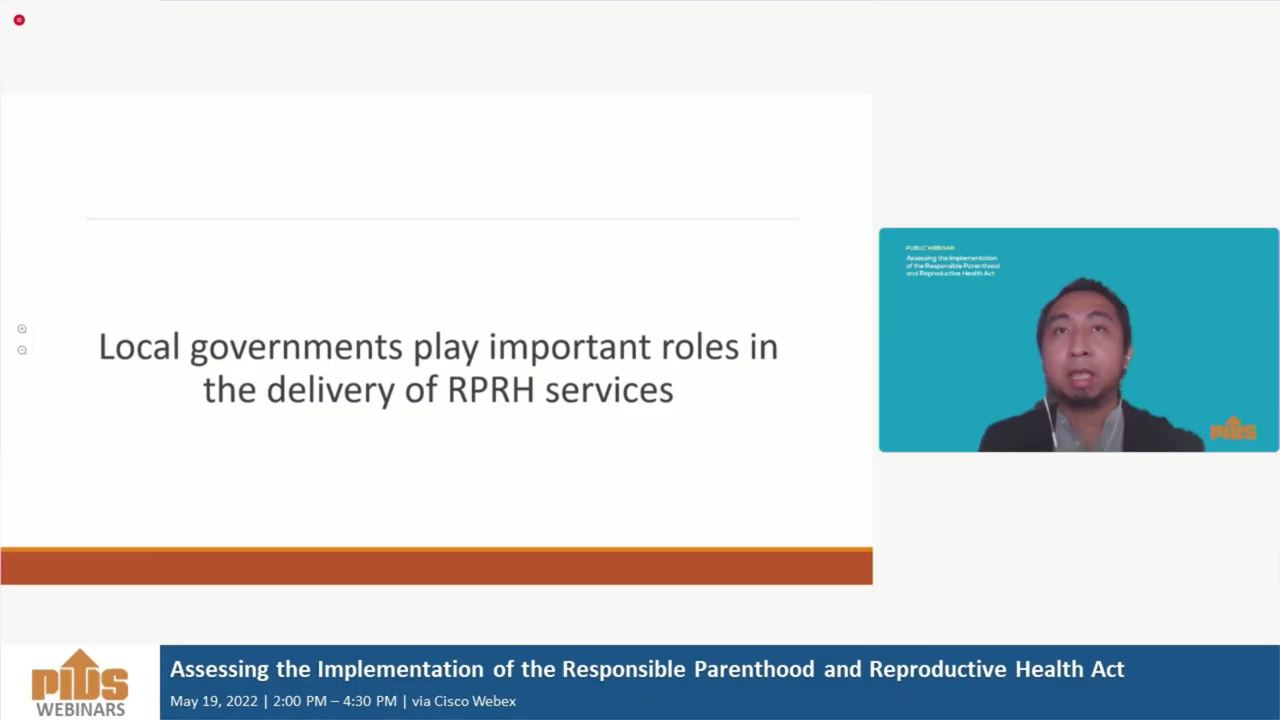 Local governments play important roles in
the delivery of RPRH services
PUBLIC WEBINAR
Assessing the Implementation
of the Responsible Parenthood
and Reproductive Health Act
PIDS
PIDS
WEBINARS
Assessing the Implementation of the Responsible Parenthood and Reproductive Health Act
May 19, 2022 | 2:00 PM – 4:30 PM | via Cisco Webex